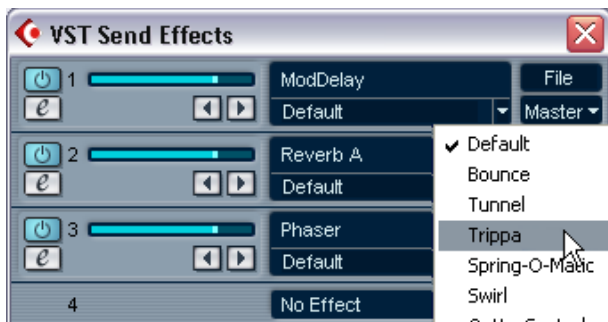 VST Send Effects
1 ModDelay File
e Default Master
✔ Default
Bounce
2 Reverb A
e Default
Tunnel
Trippa
3 Phaser
e Default
Spring-O-Matic
Swirl
4 No Effect